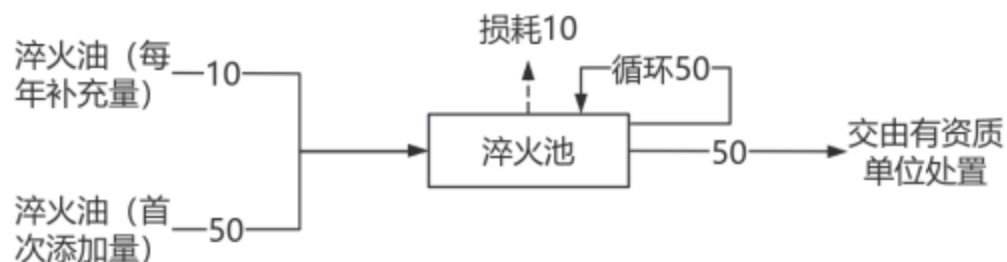 损耗10
淬火油（每
年补充量）
10
循环50
淬火池
50
交由有资质
单位处置
淬火油（首
次添加量）
50